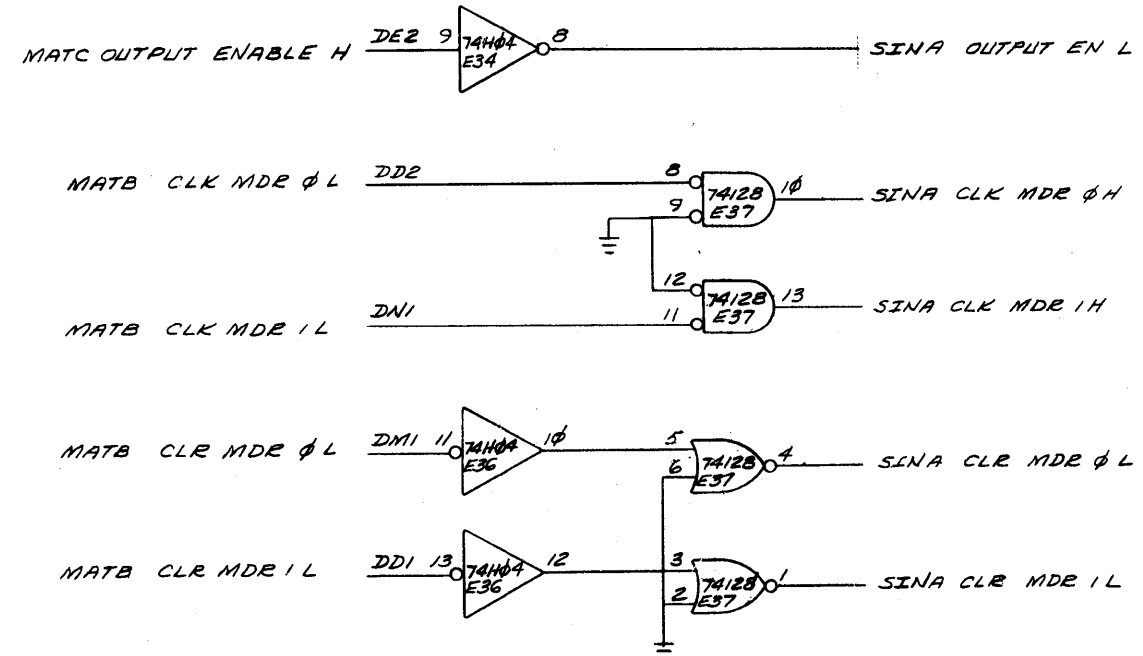 MATC OUTPUT ENABLE H DE2 9 74HØ4 E34 8 SINA OUTPUT EN L
MATB CLK MDR Ø L DD2 8 9 74128 E37 1Ø SINA CLK MDR Ø H
MATB CLK MDR 1 L DN1 12 11 74128 E37 13 SINA CLK MDR 1 H
MATB CLR MDR Ø L DM1 11 74HØ4 E36 1Ø 5 6 74128 E37 4 SINA CLR MDR Ø L
MATB CLR MDR 1 L DD1 13 74HØ4 E36 12 3 2 74128 E37 1 SINA CLR MDR 1 L